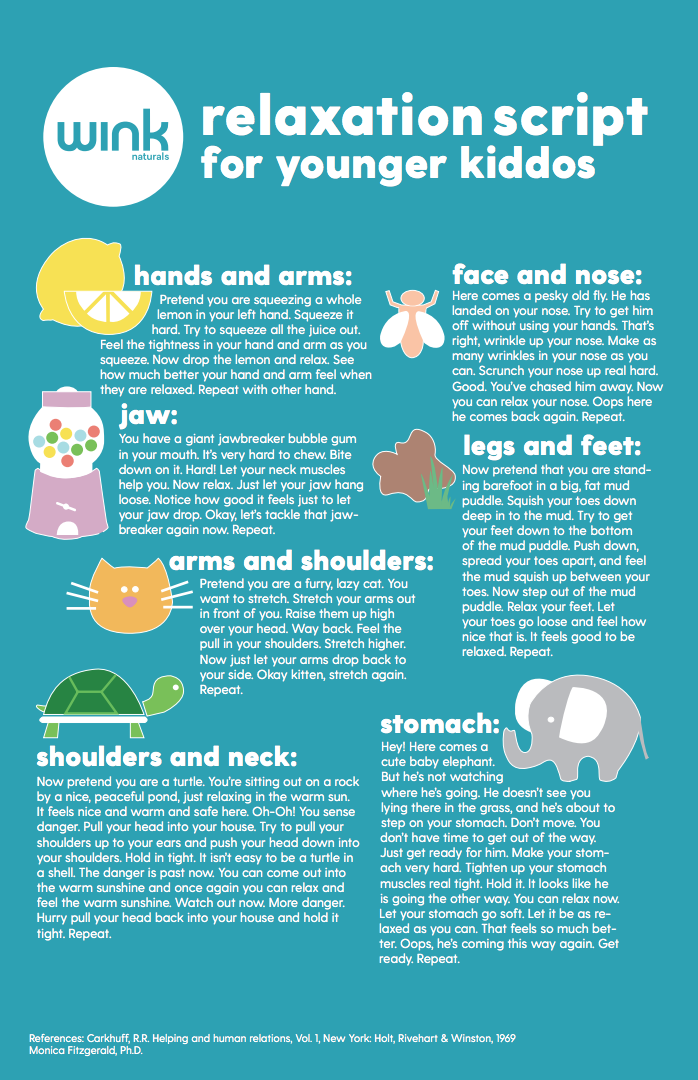 wink
naturals
relaxation script
for younger kiddos
hands and arms:
Pretend you are squeezing a whole
lemon in your left hand. Squeeze it
hard. Try to squeeze all the juice out.
Feel the tightness in your hand and arm as you
squeeze. Now drop the lemon and relax. See
how much better your hand and arm feel when
they are relaxed. Repeat with other hand.
face and nose:
Here comes a pesky old fly. He has
landed on your nose. Try to get him
off without using your hands. That's
right, wrinkle up your nose. Make as
many wrinkles in your nose as you
can. Scrunch your nose up real hard.
Good. You've chased him away. Now
you can relax your nose. Oops here
he comes back again. Repeat.
jaw:
You have a giant jawbreaker bubble gum
in your mouth. It's very hard to chew. Bite
down on it. Hard! Let your neck muscles
help you. Now relax. Just let your jaw hang
loose. Notice how good it feels just to let
your jaw drop. Okay, let's tackle that jaw-
breaker again now. Repeat.
legs and feet:
Now pretend that you are stand-
ing barefoot in a big, fat mud
puddle. Squish your toes down
deep in to the mud. Try to get
your feet down to the bottom
of the mud puddle. Push down,
spread your toes apart, and feel
the mud squish up between your
toes. Now step out of the mud
puddle. Relax your feet. Let
your toes go loose and feel how
nice that is. It feels good to be
relaxed. Repeat.
arms and shoulders:
Pretend you are a furry, lazy cat. You
want to stretch. Stretch your arms out
in front of you. Raise them up high
over your head. Way back. Feel the
pull in your shoulders. Stretch higher.
Now just let your arms drop back to
your side. Okay kitten, stretch again.
Repeat.
shoulders and neck:
Now pretend you are a turtle. You're sitting out on a rock
by a nice, peaceful pond, just relaxing in the warm sun.
It feels nice and warm and safe here. Oh-Oh! You sense
danger. Pull your head into your house. Try to pull your
shoulders up to your ears and push your head down into
your shoulders. Hold in tight. It isn't easy to be a turtle in
a shell. The danger is past now. You can come out into
the warm sunshine and once again you can relax and
feel the warm sunshine. Watch out now. More danger.
Hurry pull your head back into your house and hold it
tight. Repeat.
stomach:
Hey! Here comes a
cute baby elephant.
But he's not watching
where he's going. He doesn't see you
lying there in the grass, and he's about to
step on your stomach. Don't move. You
don't have time to get out of the way.
Just get ready for him. Make your stom-
ach very hard. Tighten up your stomach
muscles real tight. Hold it. It looks like he
is going the other way. You can relax now.
Let your stomach go soft. Let it be as re-
laxed as you can. That feels so much bet-
ter. Oops, he's coming this way again. Get
ready. Repeat.
References: Carkhuff, R.R. Helping and human relations, Vol. 1, New York: Holt, Rivehart & Winston, 1969
Monica Fitzgerald, Ph.D.